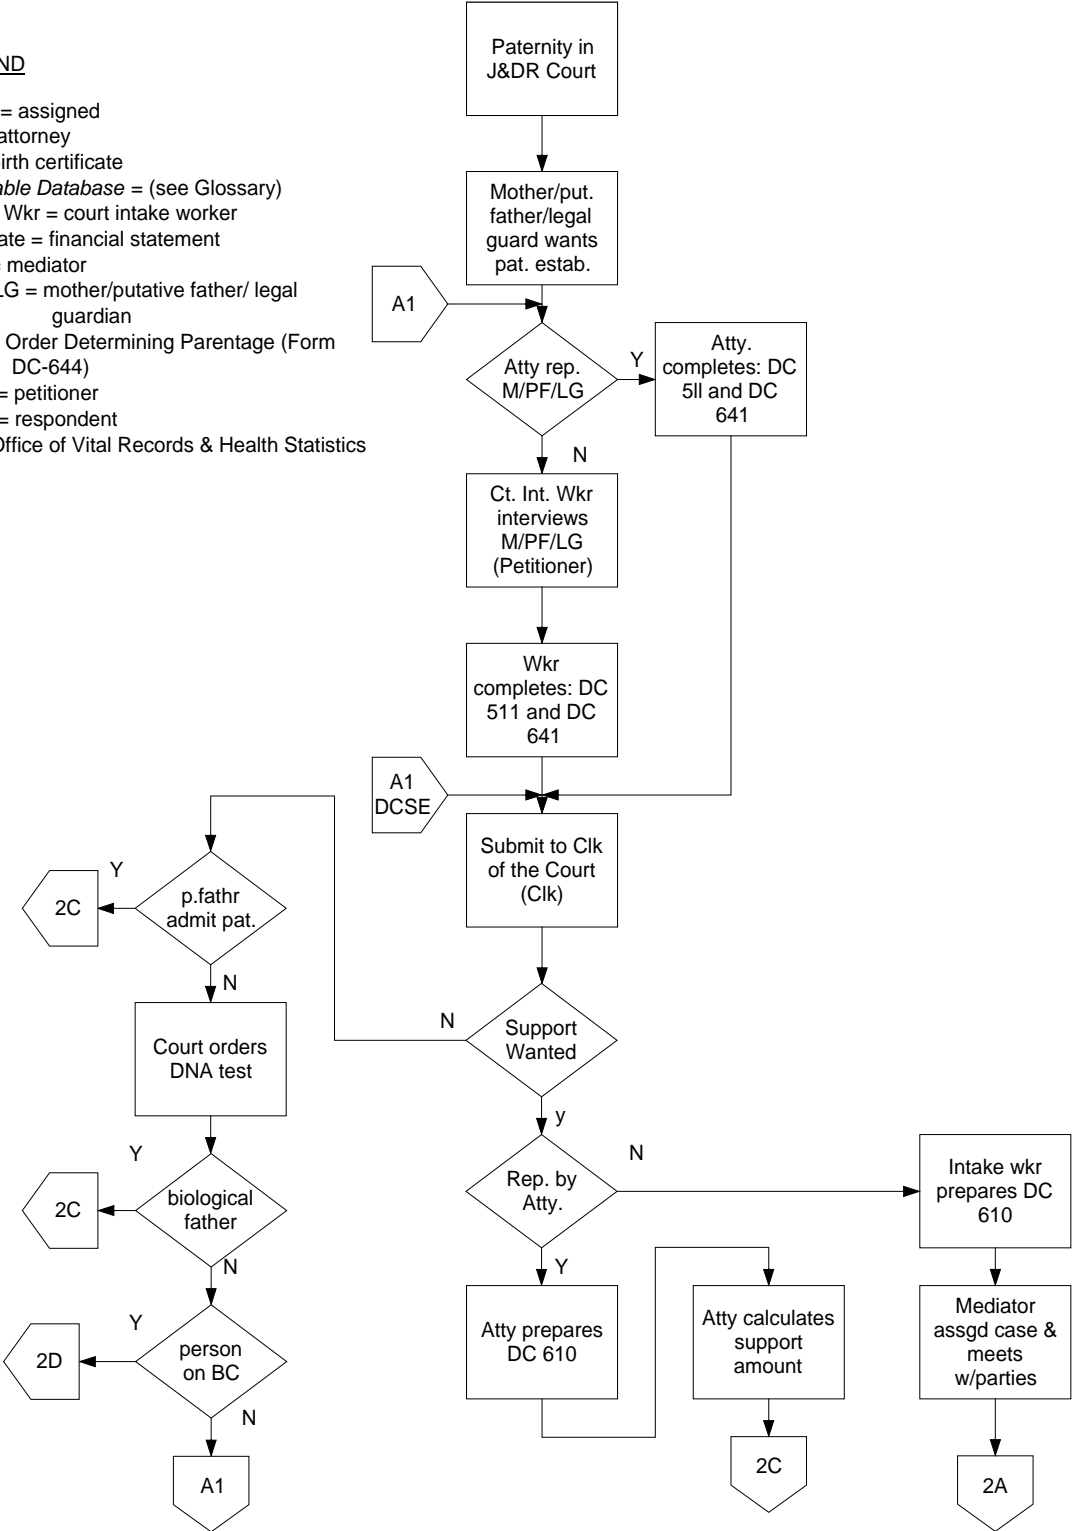 Paternity in
J&DR Court
ND
= assigned
attorney
irth certificate
able Database = (see Glossary)
Wkr = court intake worker
ate = financial statement
= mediator
LG = mother/putative father/ legal
guardian
Order Determining Parentage (Form
DC-644)
= petitioner
= respondent
Office of Vital Records & Health Statistics
Mother/put.
father/legal
guard wants
pat. estab.
A1
Atty rep.
M/PF/LG
Y
Atty.
completes: DC
5ll and DC
641
N
Ct. Int. Wkr
interviews
M/PF/LG
(Petitioner)
Wkr
completes: DC
511 and DC
641
A1
DCSE
Submit to Clk
of the Court
(Clk)
Y
2C
p.fathr
admit pat.
N
Court orders
DNA test
N
Support
Wanted
y
Y
2C
biological
father
N
Rep. by
Atty.
N
Intake wkr
prepares DC
610
Y
Y
2D
person
on BC
N
A1
Atty prepares
DC 610
Atty calculates
support
amount
2C
Mediator
assgd case &
meets
w/parties
2A